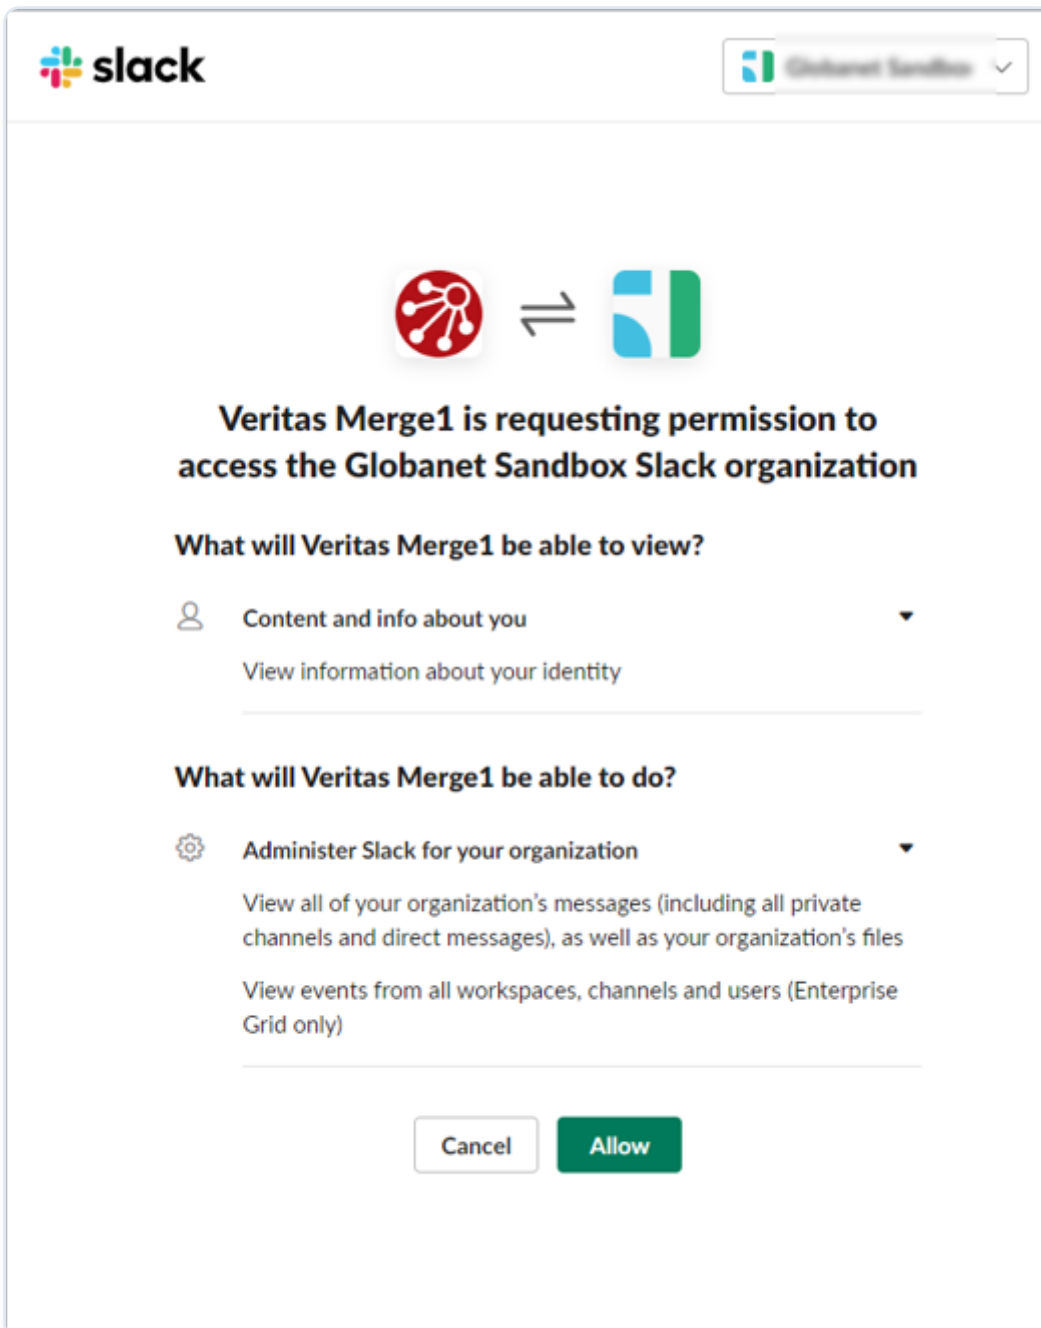 slack
Veritas Merge1 is requesting permission to
access the Globanet Sandbox Slack organization
What will Veritas Merge1 be able to view?
Content and info about you
View information about your identity
What will Veritas Merge1 be able to do?
Administer Slack for your organization
View all of your organization's messages (including all private
channels and direct messages), as well as your organization's files
View events from all workspaces, channels and users (Enterprise
Grid only)
Cancel
Allow